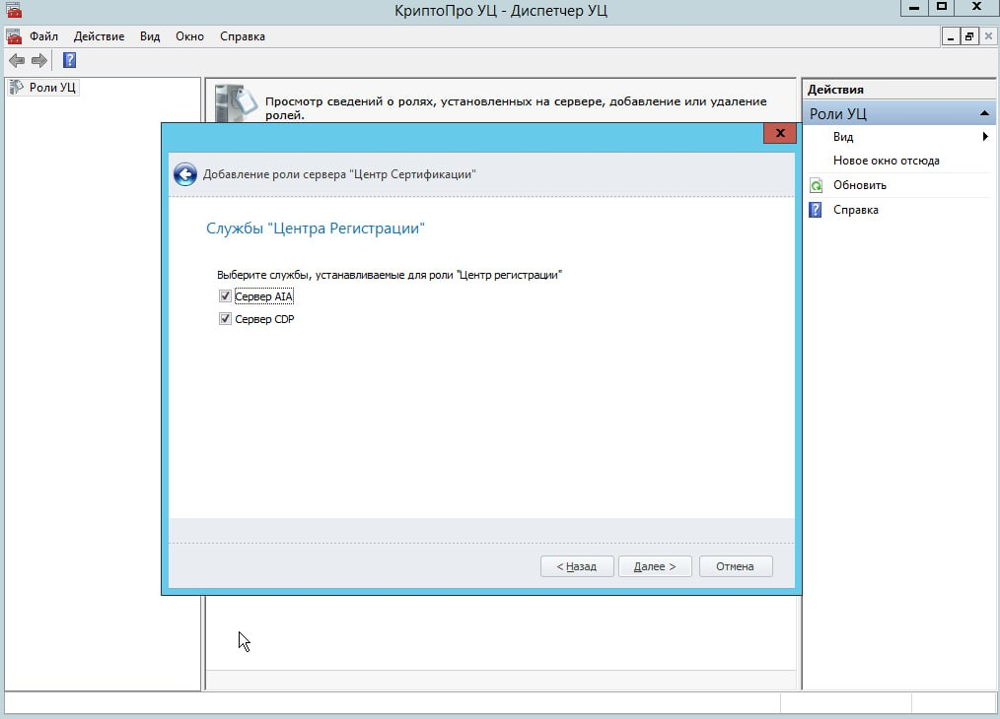 КриптоПро УЦ - Диспетчер УЦ
Файл Действие Вид Окно Справка
Роли УЦ
Просмотр сведений о ролях, установленных на сервере, добавление или удаление
ролей.
Добавление роли сервера "Центр Сертификации"
Службы "Центра Регистрации"
Выберите службы, устанавливаемые для роли "Центр регистрации"
Сервер AIA
Сервер CDP
< Назад Далее > Отмена
Действия
Роли УЦ
Вид
Новое окно отсюда
Обновить
Справка